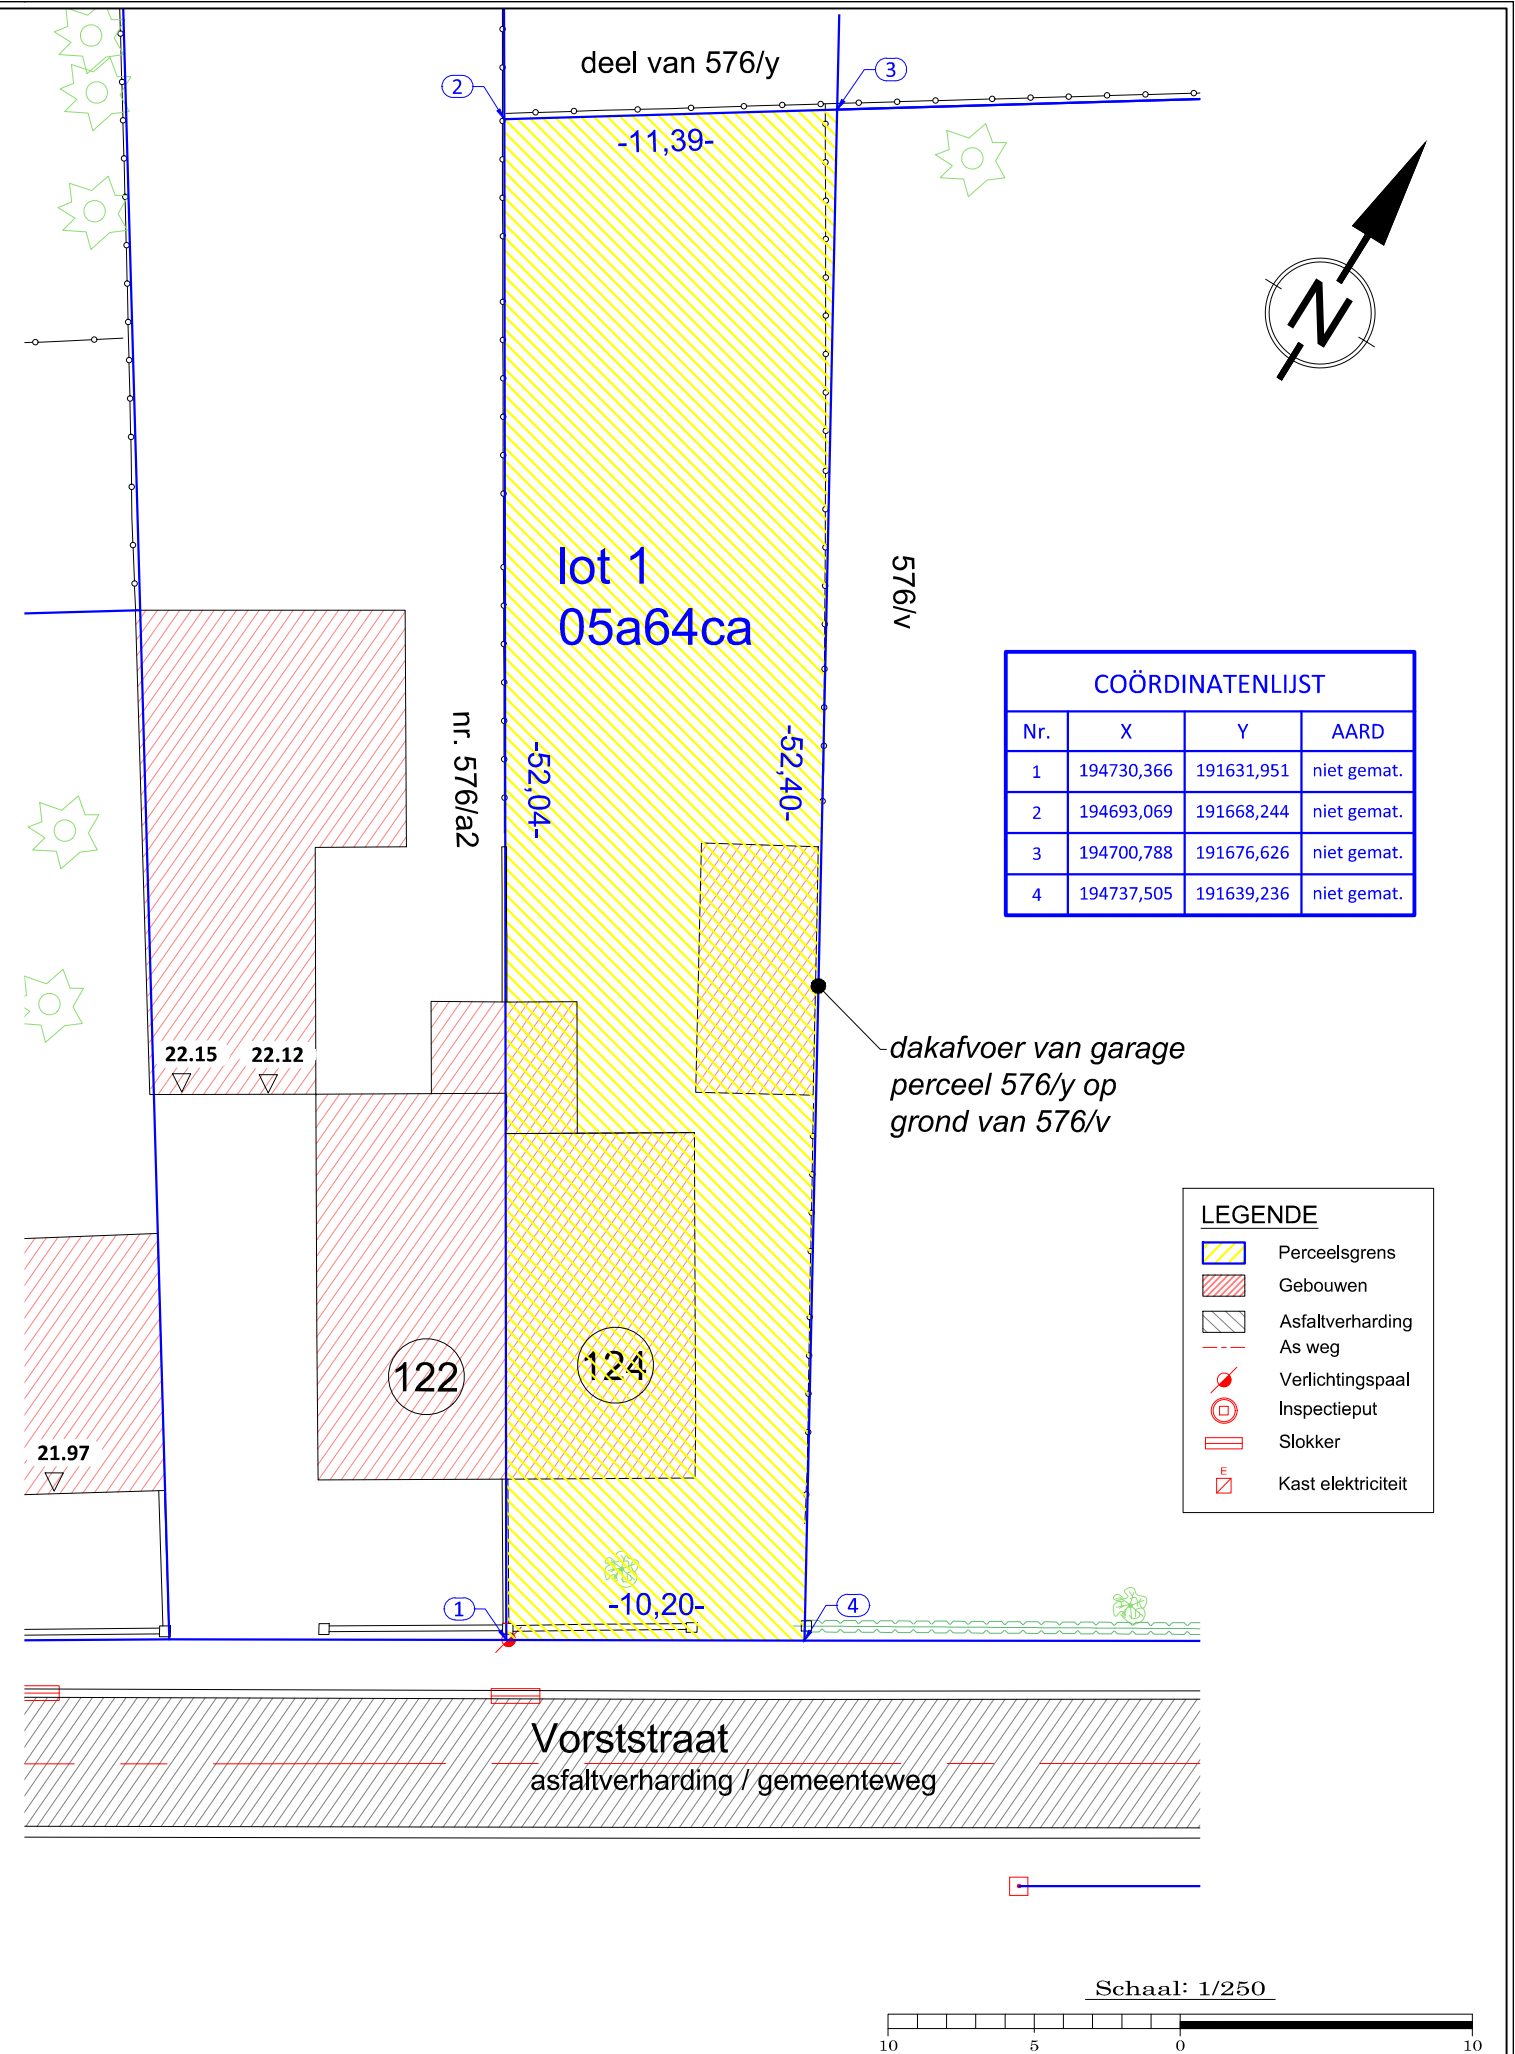 deel van 576/y
2
3
-11,39-
N
lot 1
05a64ca
576/v
nr. 576/a2
-52,04-
-52,40-
COÖRDINATENLIJST
Nr. X Y AARD
1 194730,366 191631,951 niet gemat.
2 194693,069 191668,244 niet gemat.
3 194700,788 191676,626 niet gemat.
4 194737,505 191639,236 niet gemat.
22.15 22.12
dakafvoer van garage
perceel 576/y op
grond van 576/v
LEGENDE
Perceelsgrens
Gebouwen
Asfaltverharding
As weg
Verlichtingspaal
Inspectieput
Slokker
E
Kast elektriciteit
122
124
21.97
1
-10,20-
4
Vorststraat
asfaltverharding / gemeenteweg
Schaal: 1/250
10 5 0 10